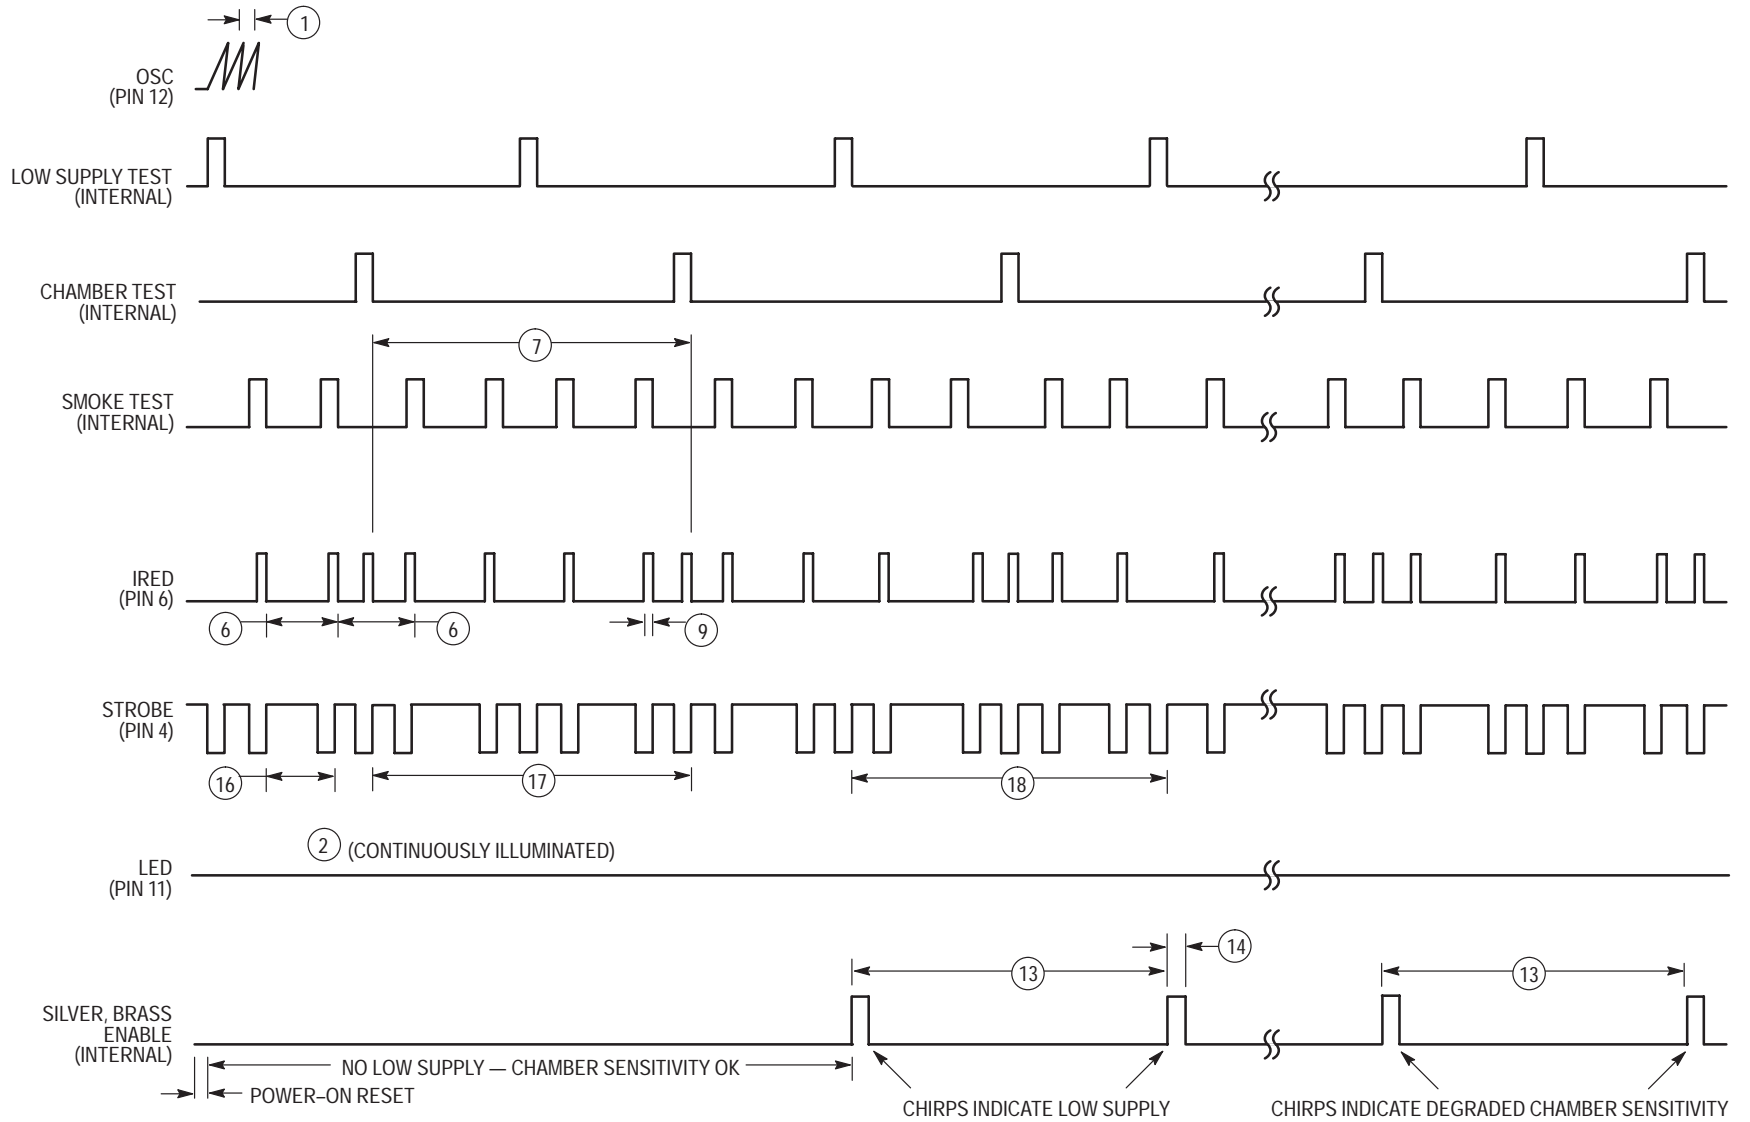 1
OSC
(PIN 12)
LOW SUPPLY TEST
(INTERNAL)
CHAMBER TEST
(INTERNAL)
7
SMOKE TEST
(INTERNAL)
IRED
(PIN 6)
6
6
9
STROBE
(PIN 4)
16
17
18
2 (CONTINUOUSLY ILLUMINATED)
LED
(PIN 11)
14
13
13
SILVER, BRASS
ENABLE
(INTERNAL)
NO LOW SUPPLY — CHAMBER SENSITIVITY OK
POWER–ON RESET
CHIRPS INDICATE LOW SUPPLY
CHIRPS INDICATE DEGRADED CHAMBER SENSITIVITY